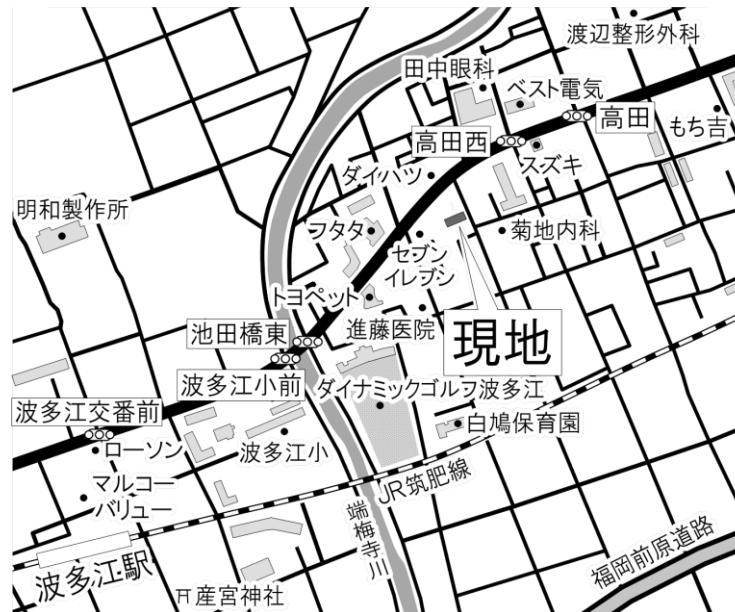 渡辺整形外科
田中眼科
ベスト電気
高田
もち吉
高田西
スズキ
ダイハツ
明和製作所
フタタ
セブン
イレブン
菊地内科
トヨペット
池田橋東
進藤医院
現地
波多江小前
ダイナミックゴルフ波多江
波多江交番前
白鳩保育園
ローソン
波多江小
マルコー
バリュー
JR筑肥線
端梅寺川
波多江駅
福岡前原道路
産宮神社